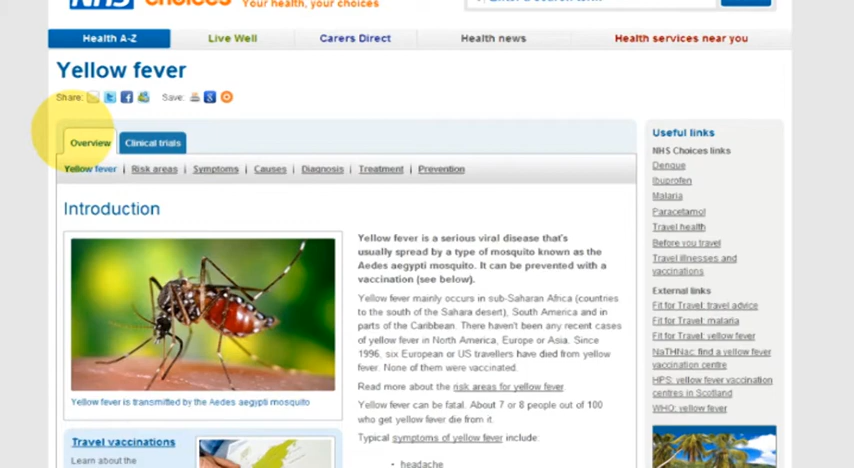 NHS choices Your health, your choices
Health A-Z Live Well Carers Direct Health news Health services near you
Yellow fever
Share: Save:
Overview Clinical trials
Yellow fever | Risk areas | Symptoms | Causes | Diagnosis | Treatment | Prevention
Introduction
Yellow fever is transmitted by the Aedes aegypti mosquito
Travel vaccinations
Learn about the
Yellow fever is a serious viral disease that's
usually spread by a type of mosquito known as the
Aedes aegypti mosquito. It can be prevented with a
vaccination (see below).
Yellow fever mainly occurs in sub-Saharan Africa (countries
to the south of the Sahara desert), South America and in
parts of the Caribbean. There haven't been any recent cases
of yellow fever in North America, Europe or Asia. Since
1996, six European or US travellers have died from yellow
fever. None of them were vaccinated.
Read more about the risk areas for yellow fever.
Yellow fever can be fatal. About 7 or 8 people out of 100
who get yellow fever die from it.
Typical symptoms of yellow fever include:
• headache
Useful links
NHS Choices links
Dengue
Ibuprofen
Malaria
Paracetamol
Travel health
Before you travel
Travel illnesses and
vaccinations
External links
Fit for Travel: travel advice
Fit for Travel: malaria
Fit for Travel: yellow fever
NaTHNac: find a yellow fever
vaccination centre
HPS: yellow fever vaccination
centres in Scotland
WHO: yellow fever